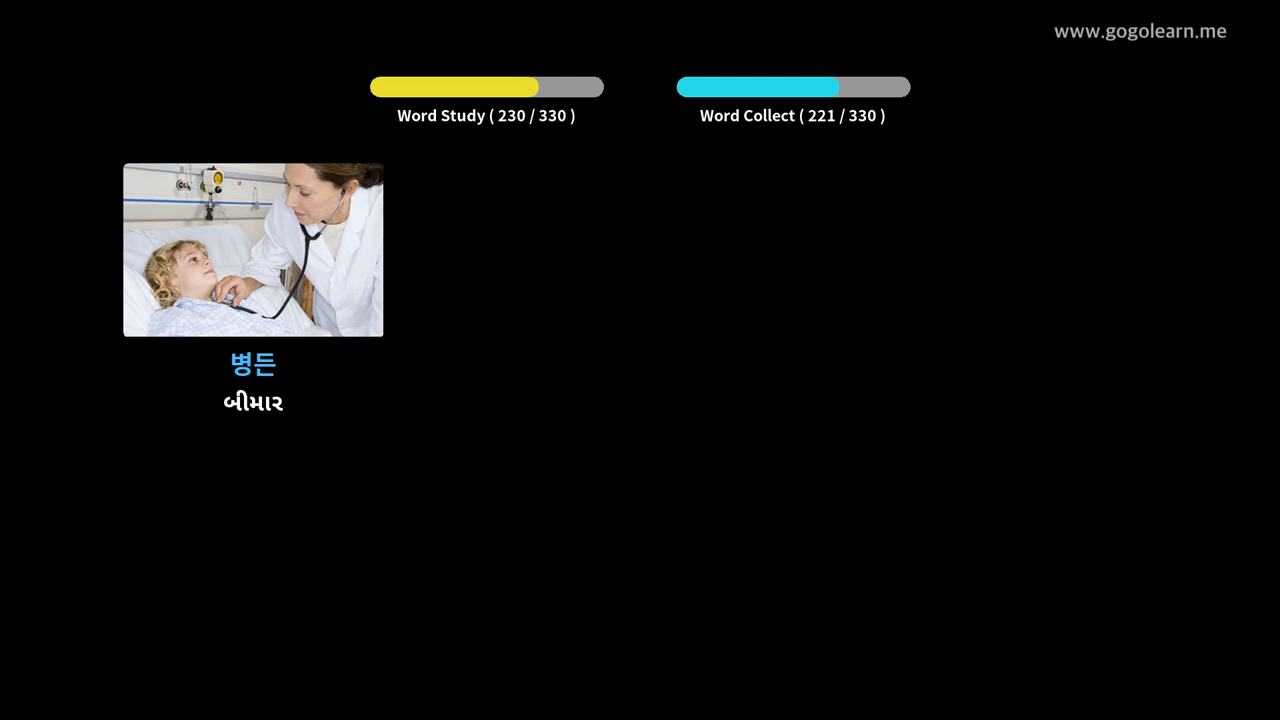 www.gogolearn.me
Word Study ( 230 / 330 )
Word Collect ( 221 / 330 )
병든
બીમાર